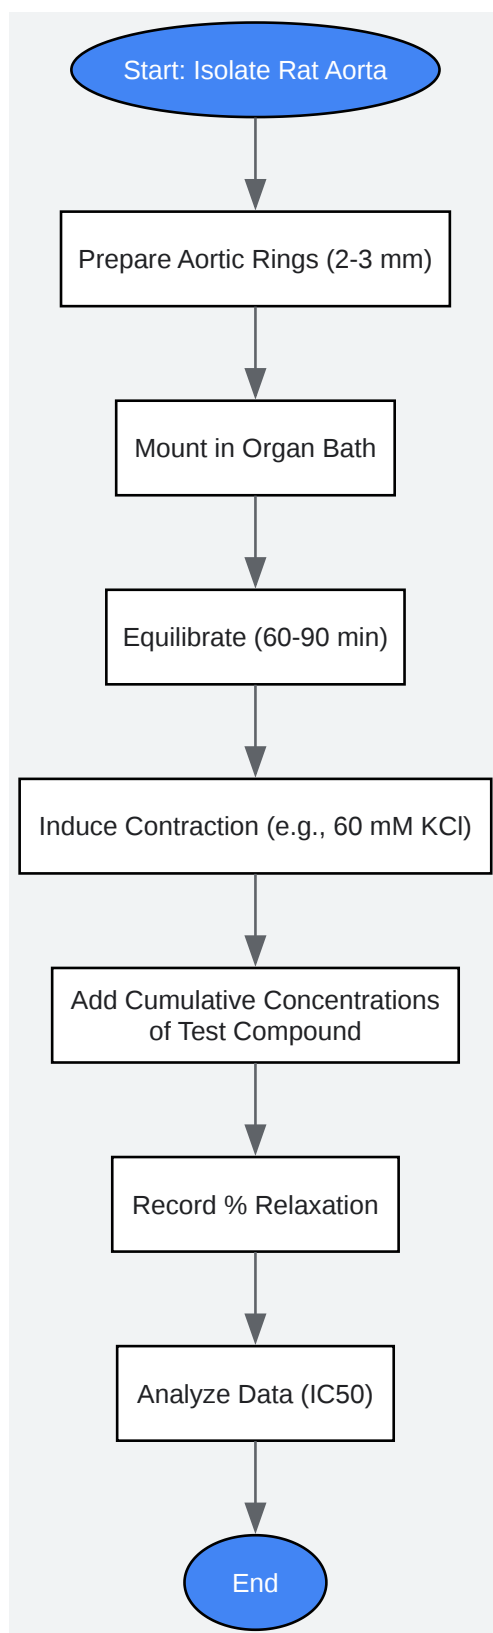 Start: Isolate Rat Aorta
Prepare Aortic Rings (2-3 mm)
Mount in Organ Bath
Equilibrate (60-90 min)
Induce Contraction (e.g., 60 mM KCl)
Add Cumulative Concentrations
of Test Compound
Record % Relaxation
Analyze Data (IC50)
End